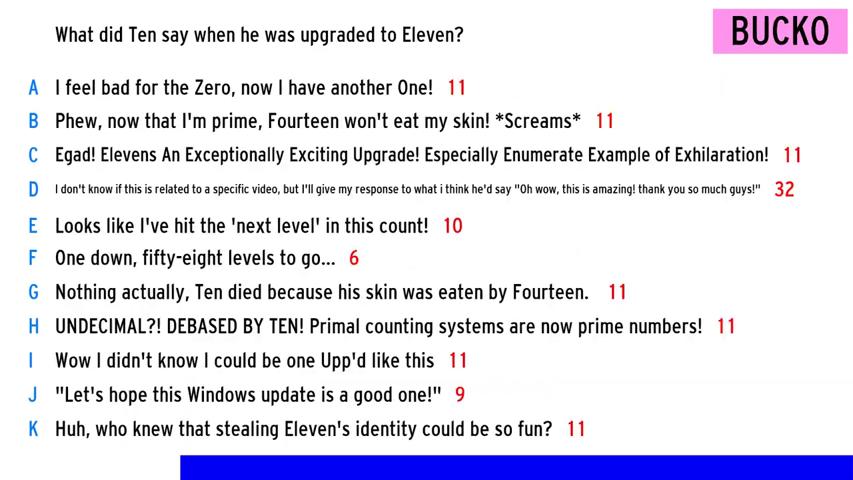 What did Ten say when he was upgraded to Eleven?
BUCKO
A I feel bad for the Zero, now I have another One! 11
B Phew, now that I'm prime, Fourteen won't eat my skin! *Screams* 11
C Egad! Elevens An Exceptionally Exciting Upgrade! Especially Enumerate Example of Exhilaration! 11
D I don't know if this is related to a specific video, but I'll give my response to what i think he'd say "Oh wow, this is amazing! thank you so much guys!" 32
E Looks like I've hit the 'next level' in this count! 10
F One down, fifty-eight levels to go... 6
G Nothing actually, Ten died because his skin was eaten by Fourteen. 11
H UNDECIMAL?! DEBASED BY TEN! Primal counting systems are now prime numbers! 11
I Wow I didn't know I could be one Upp'd like this 11
J "Let's hope this Windows update is a good one!" 9
K Huh, who knew that stealing Eleven's identity could be so fun? 11